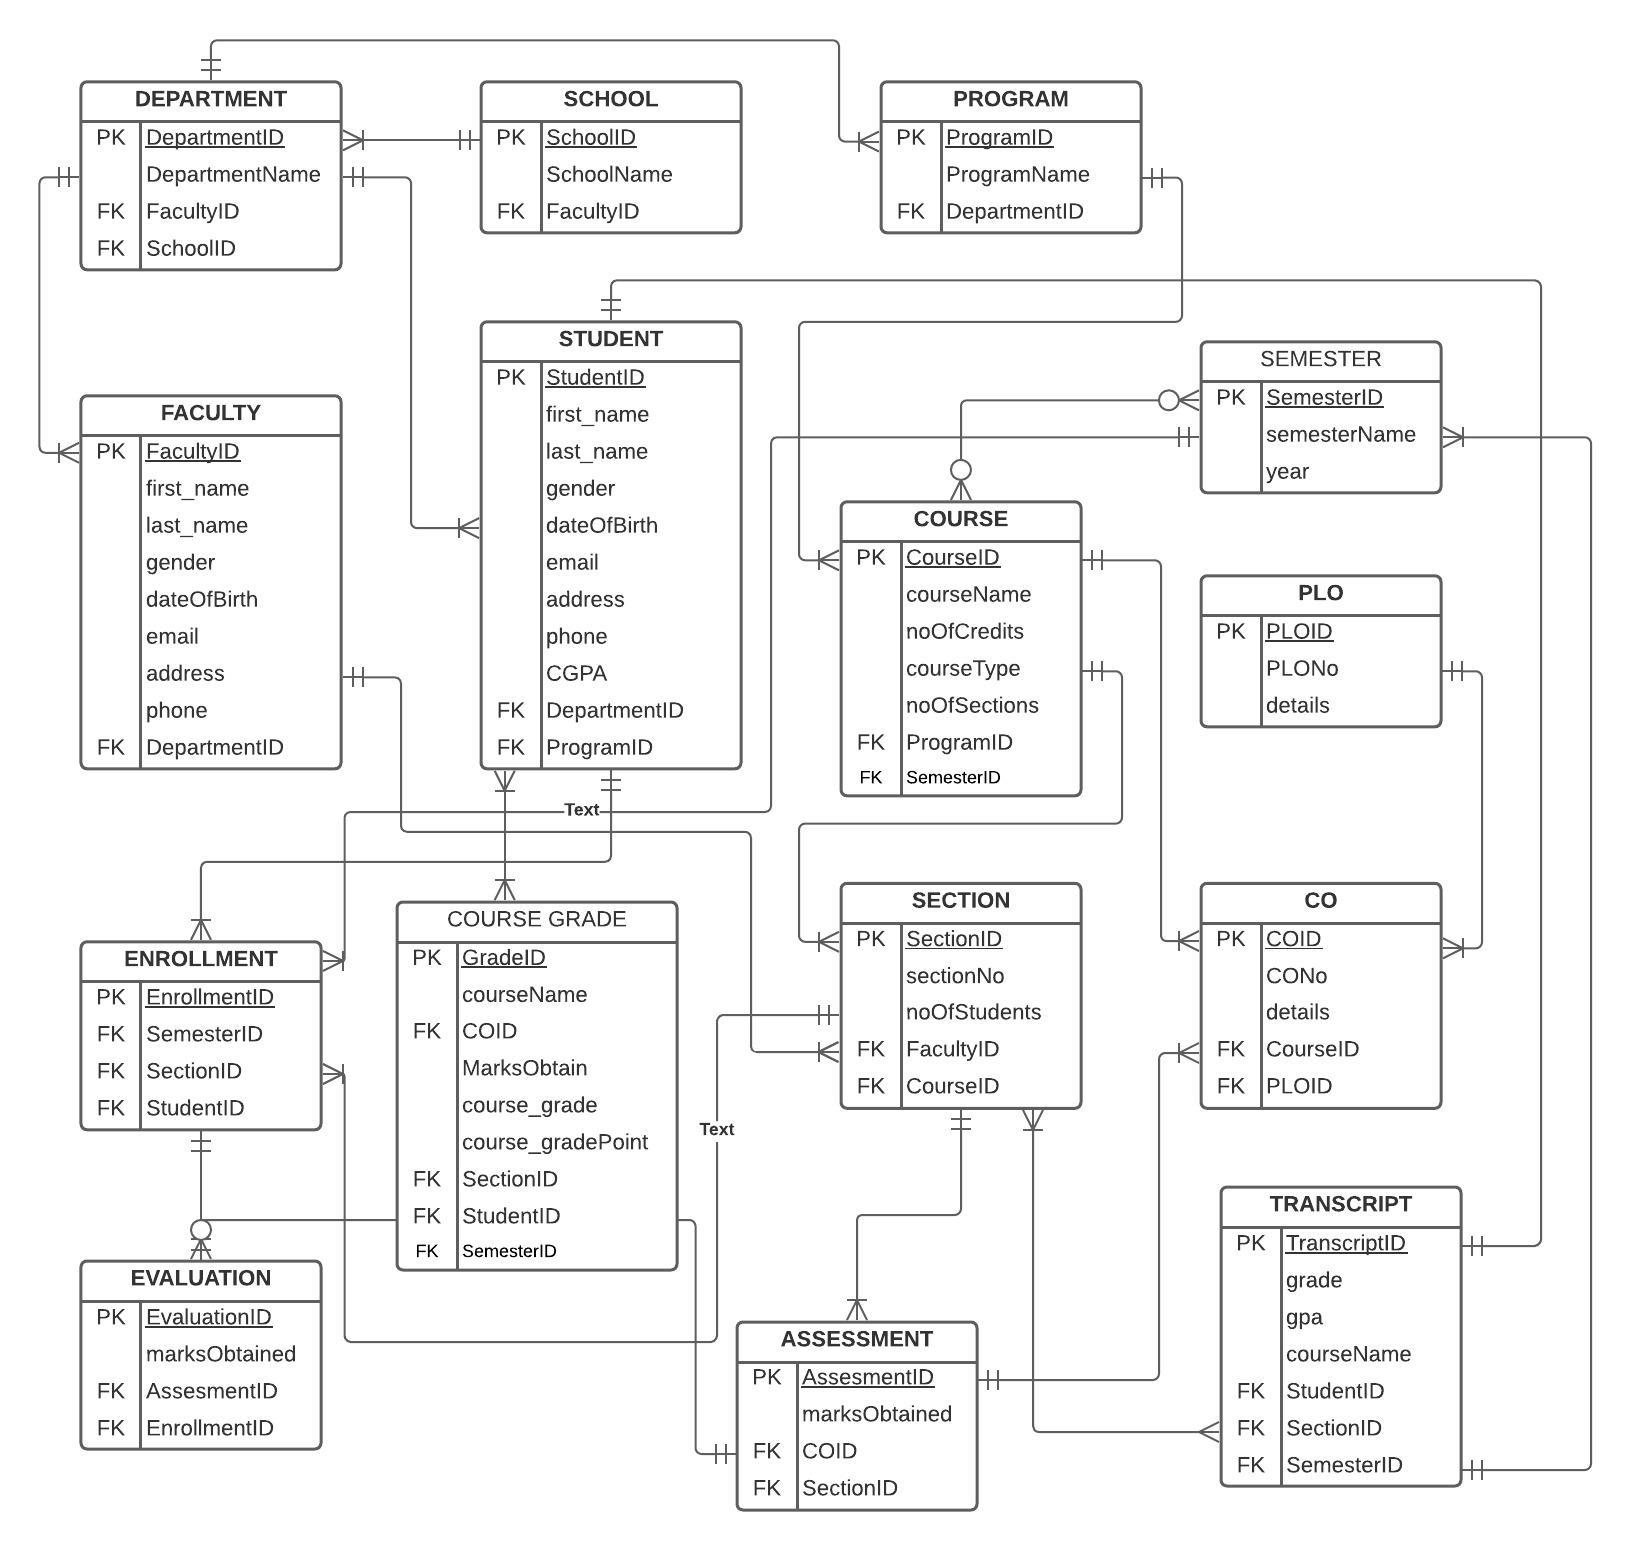 DEPARTMENT
PK DepartmentID
DepartmentName
FK FacultyID
FK SchoolID
SCHOOL
PK SchoolID
SchoolName
FK FacultyID
PROGRAM
PK ProgramID
ProgramName
FK DepartmentID
STUDENT
PK StudentID
first_name
last_name
gender
dateOfBirth
email
address
phone
CGPA
FK DepartmentID
FK ProgramID
SEMESTER
PK SemesterID
semesterName
year
FACULTY
PK FacultyID
first_name
last_name
gender
dateOfBirth
email
address
phone
FK DepartmentID
COURSE
PK CourseID
courseName
noOfCredits
courseType
noOfSections
FK ProgramID
FK SemesterID
PLO
PK PLOID
PLONo
details
Text
ENROLLMENT
PK EnrollmentID
FK SemesterID
FK SectionID
FK StudentID
COURSE GRADE
PK GradeID
courseName
FK COID
MarksObtain
course_grade
course_gradePoint
FK SectionID
FK StudentID
FK SemesterID
SECTION
PK SectionID
sectionNo
noOfStudents
FK FacultyID
FK CourseID
CO
PK COID
CONo
details
FK CourseID
FK PLOID
Text
EVALUATION
PK EvaluationID
marksObtained
FK AssesmentID
FK EnrollmentID
ASSESSMENT
PK AssesmentID
marksObtained
FK COID
FK SectionID
TRANSCRIPT
PK TranscriptID
grade
gpa
courseName
FK StudentID
FK SectionID
FK SemesterID